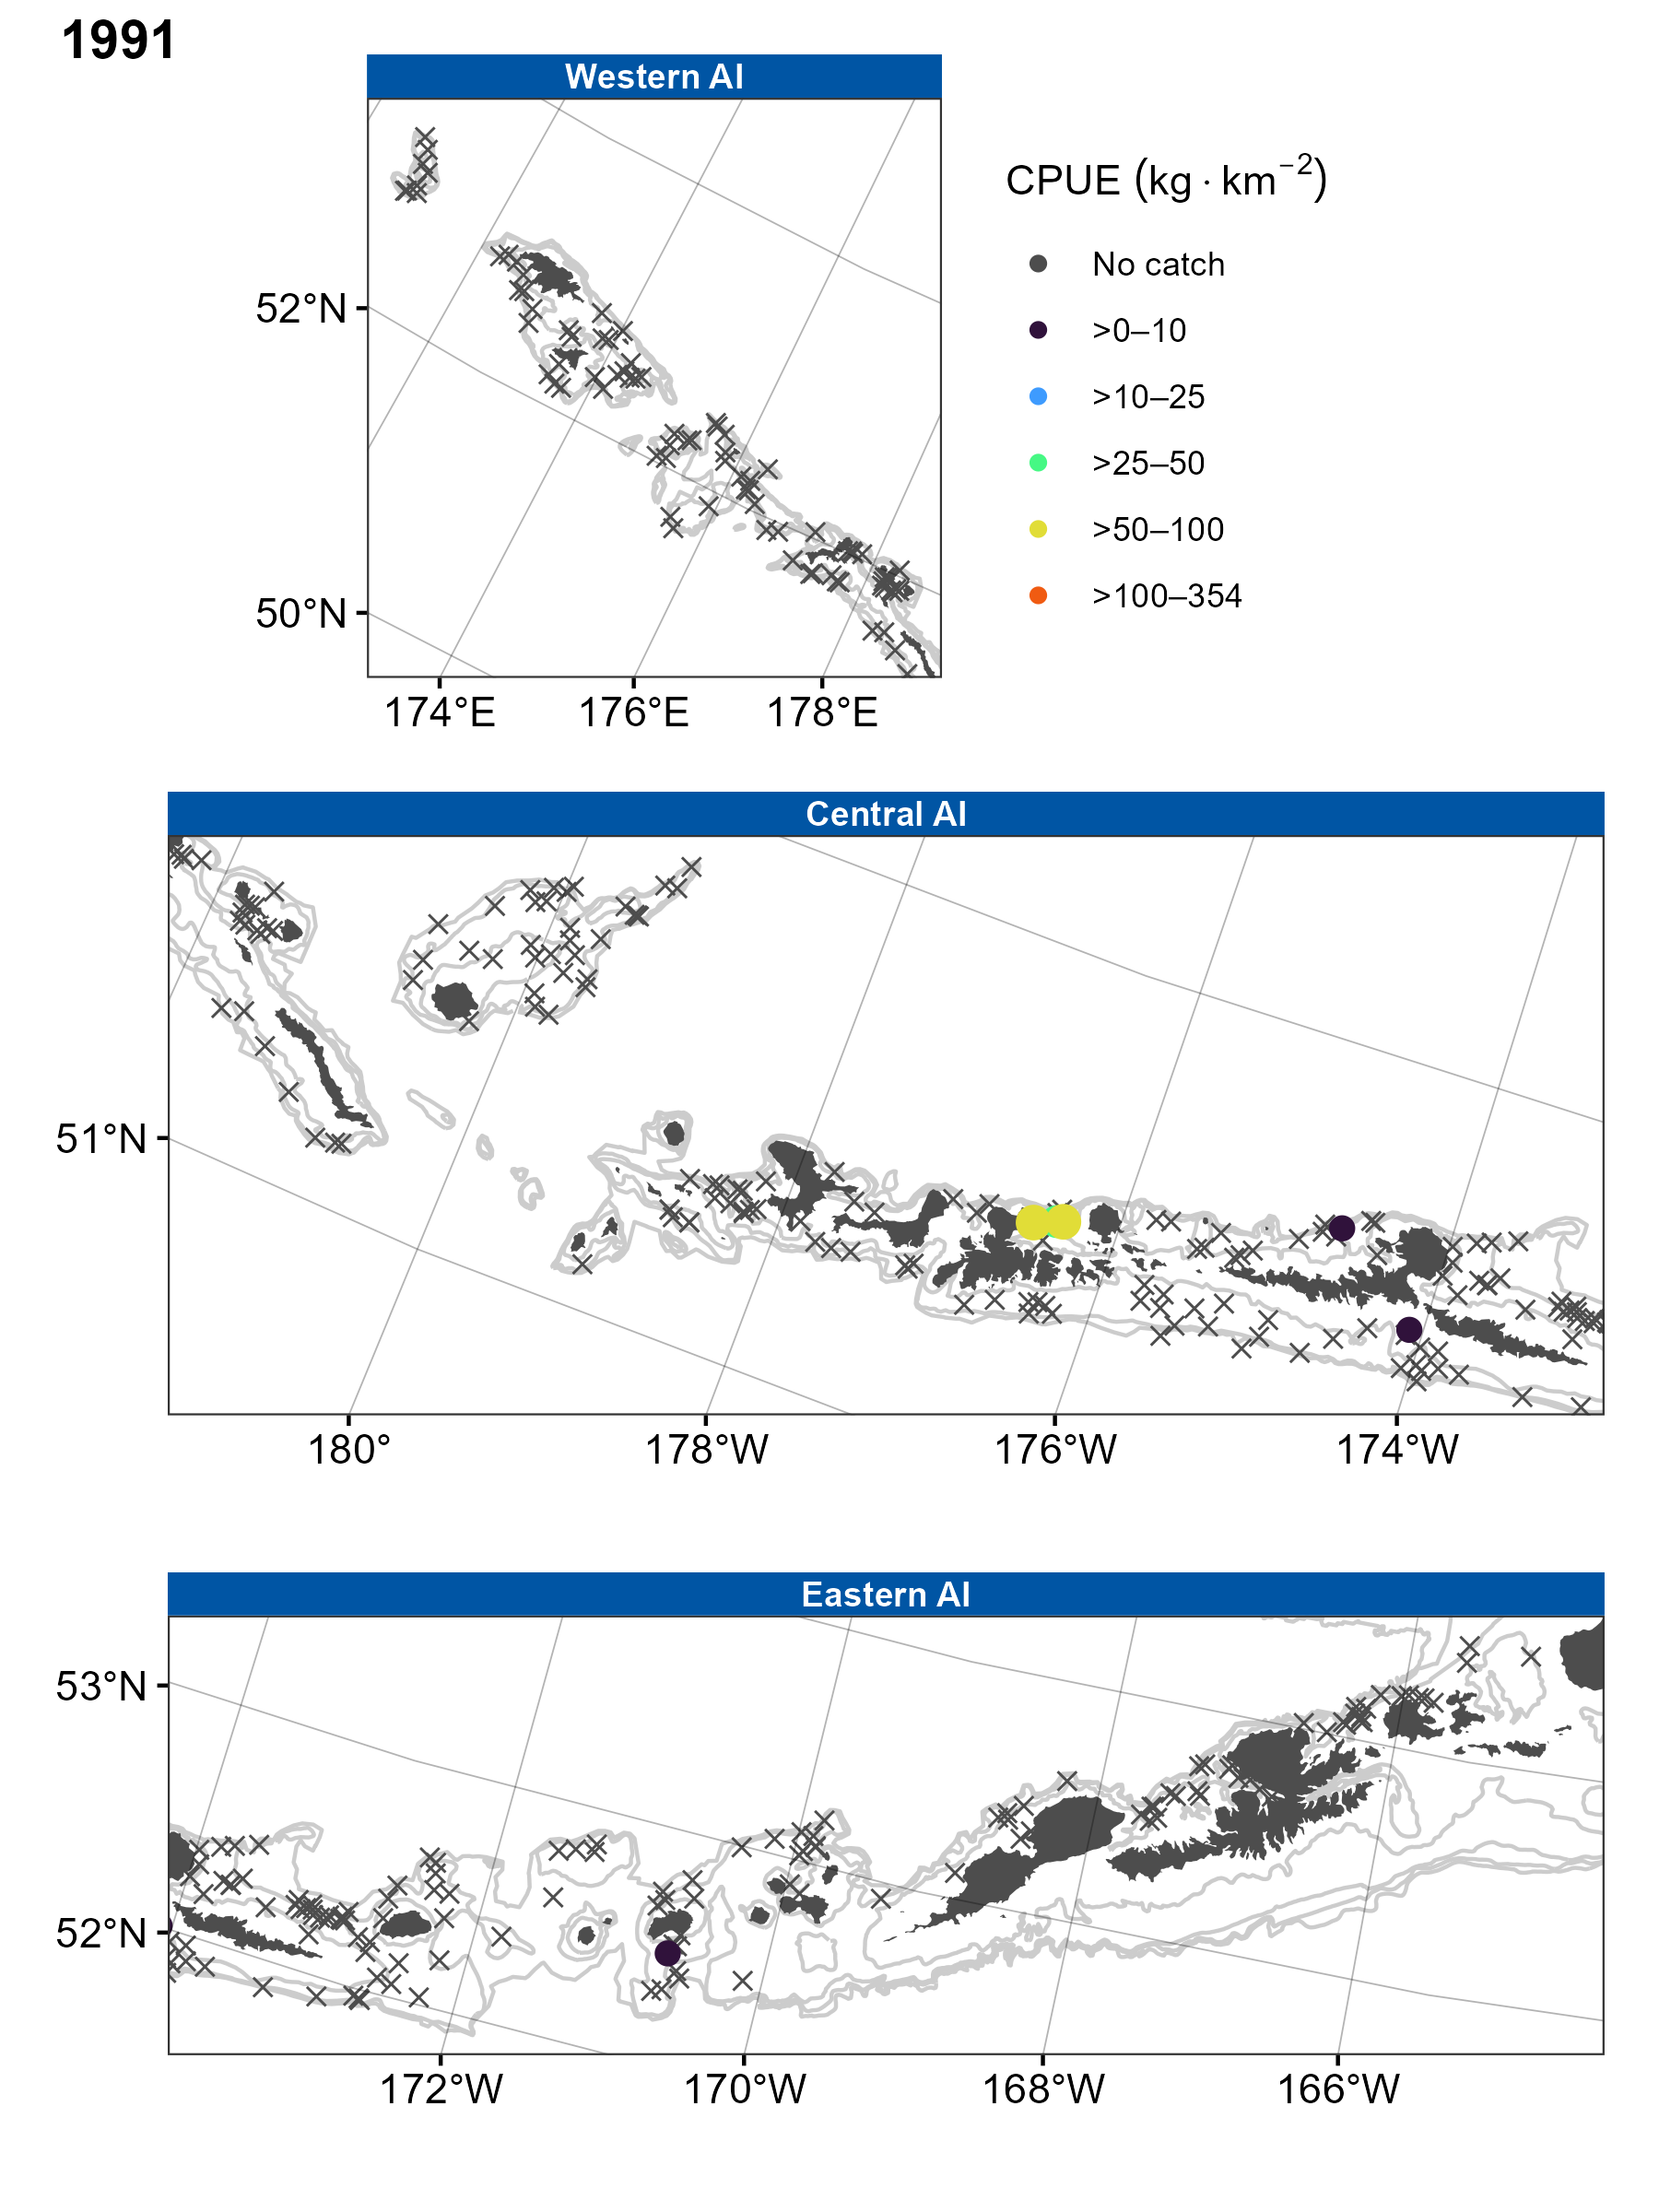 1991
Western AI
52°N
50°N
174°E 176°E 178°E
CPUE (kg · km⁻²)
No catch
>0–10
>10–25
>25–50
>50–100
>100–354
Central AI
51°N
180° 178°W 176°W 174°W
Eastern AI
53°N
52°N
172°W 170°W 168°W 166°W